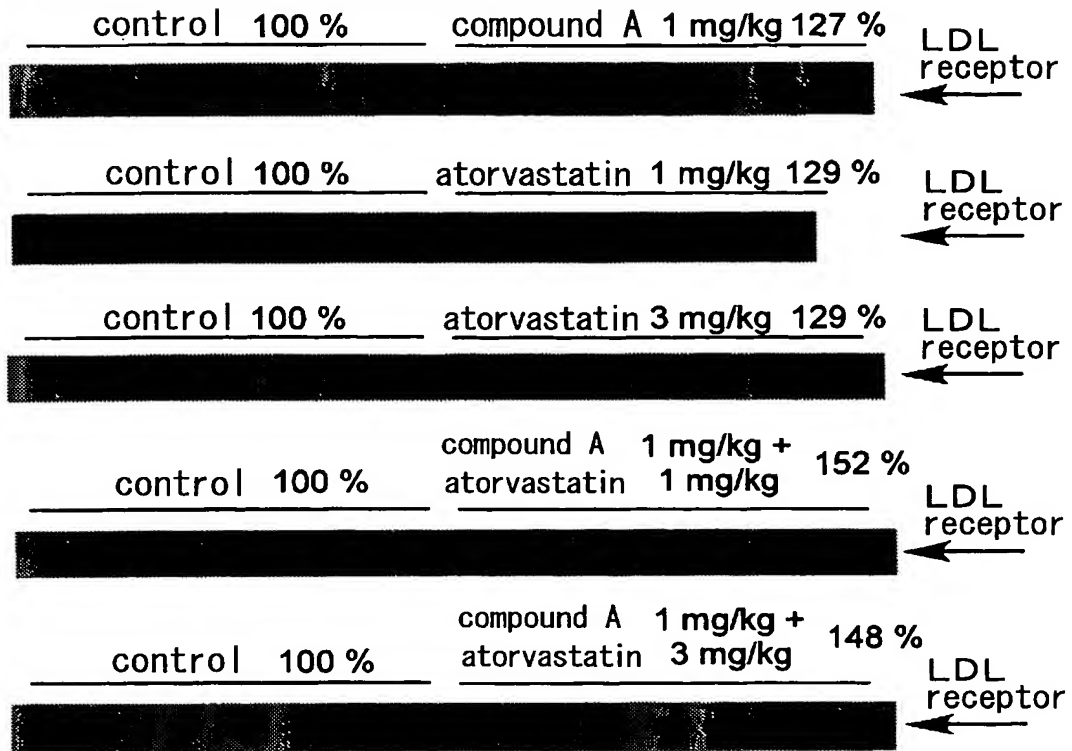 control 100 % compound A 1 mg/kg 127 %
LDL
receptor
control 100 % atorvastatin 1 mg/kg 129 %
LDL
receptor
control 100 % atorvastatin 3 mg/kg 129 %
LDL
receptor
compound A 1 mg/kg +
control 100 % atorvastatin 1 mg/kg 152 %
LDL
receptor
compound A 1 mg/kg +
control 100 % atorvastatin 3 mg/kg 148 %
LDL
receptor